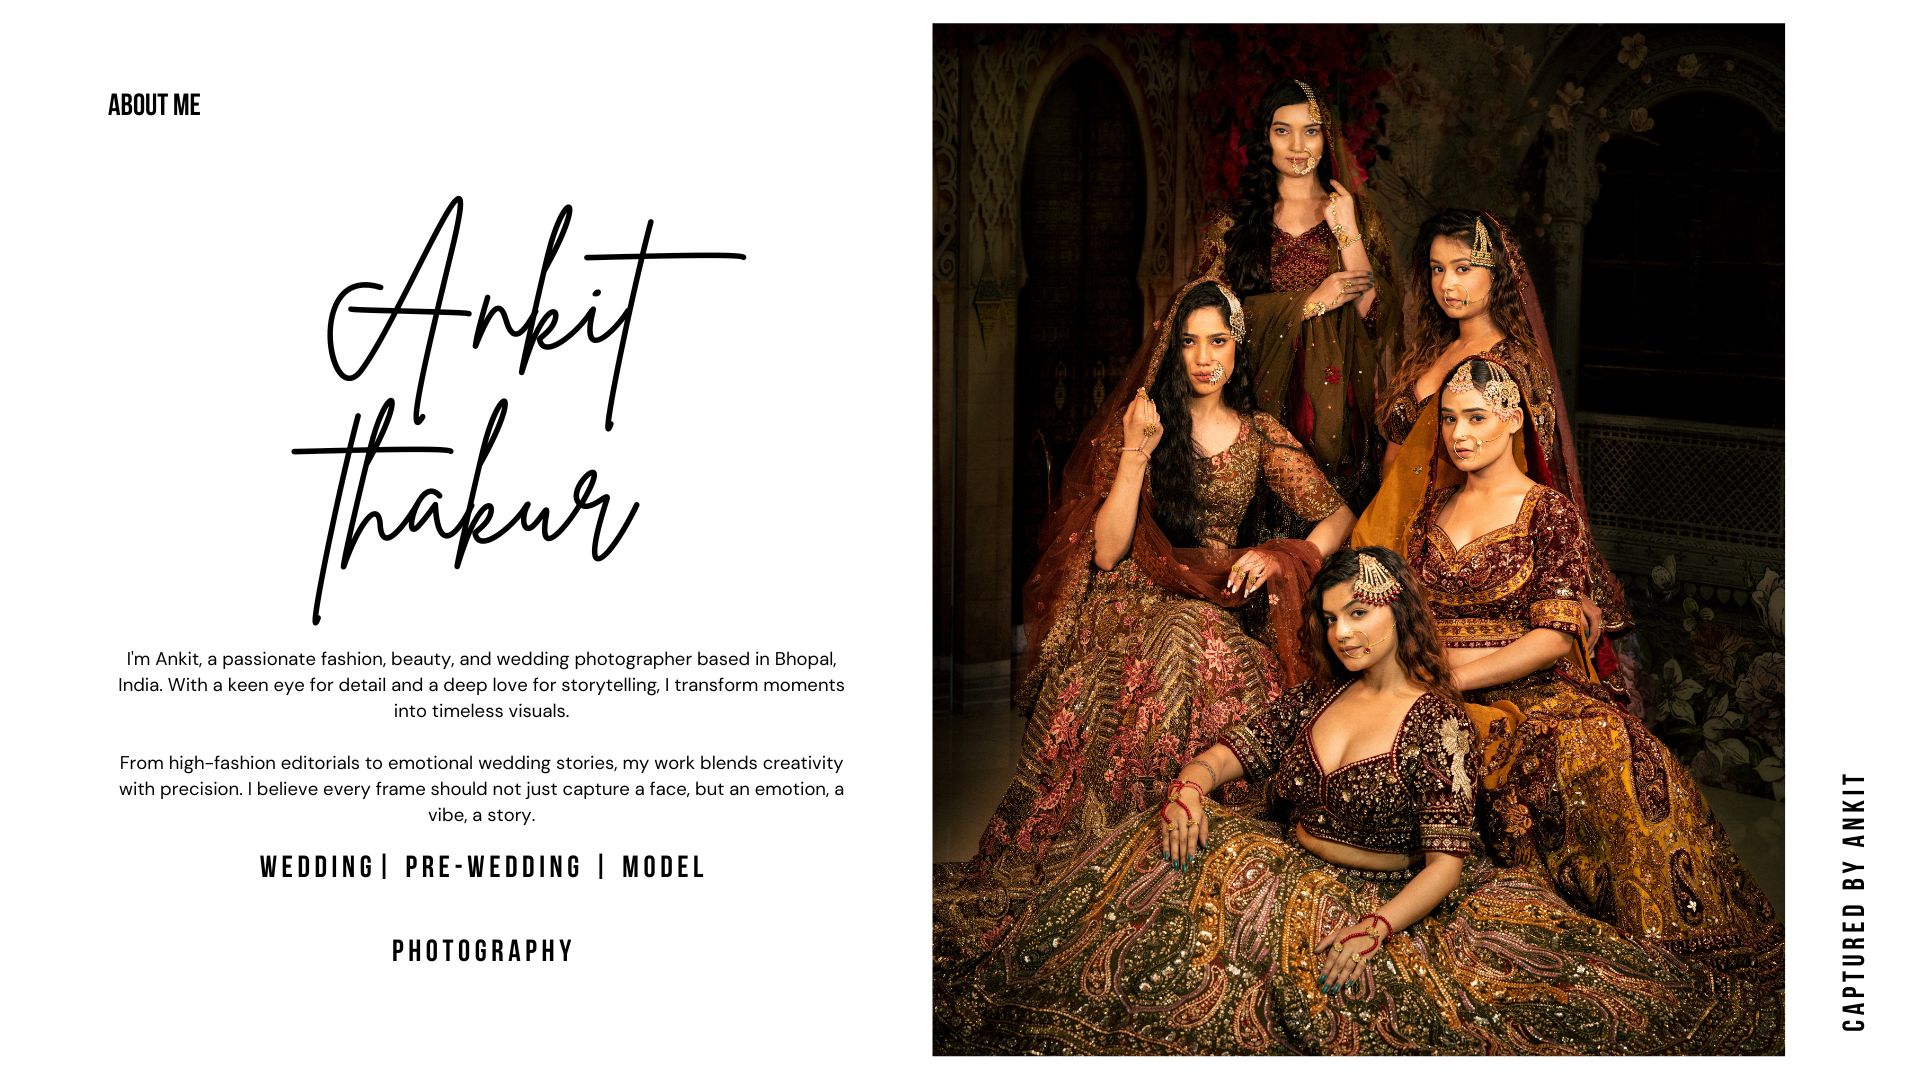 ABOUT ME
Ankit
thakur
I'm Ankit, a passionate fashion, beauty, and wedding photographer based in Bhopal,
India. With a keen eye for detail and a deep love for storytelling, I transform moments
into timeless visuals.
From high-fashion editorials to emotional wedding stories, my work blends creativity
with precision. I believe every frame should not just capture a face, but an emotion, a
vibe, a story.
WEDDING| PRE-WEDDING | MODEL
PHOTOGRAPHY
CAPTURED BY ANKIT